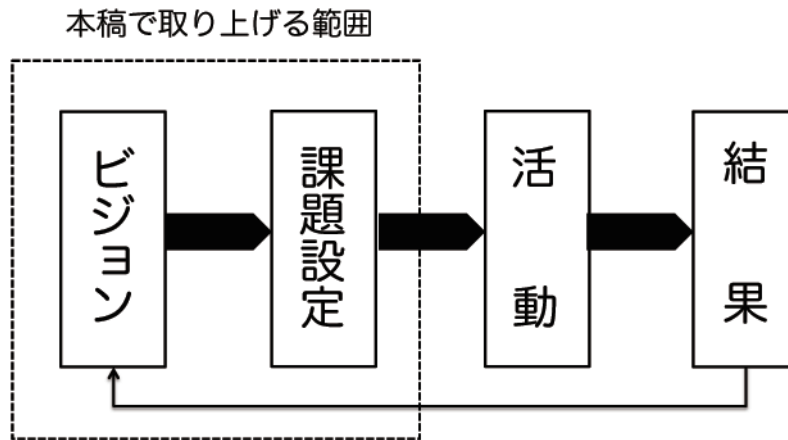 本稿で取り上げる範囲
ビジョン
課題設定
活動
結果